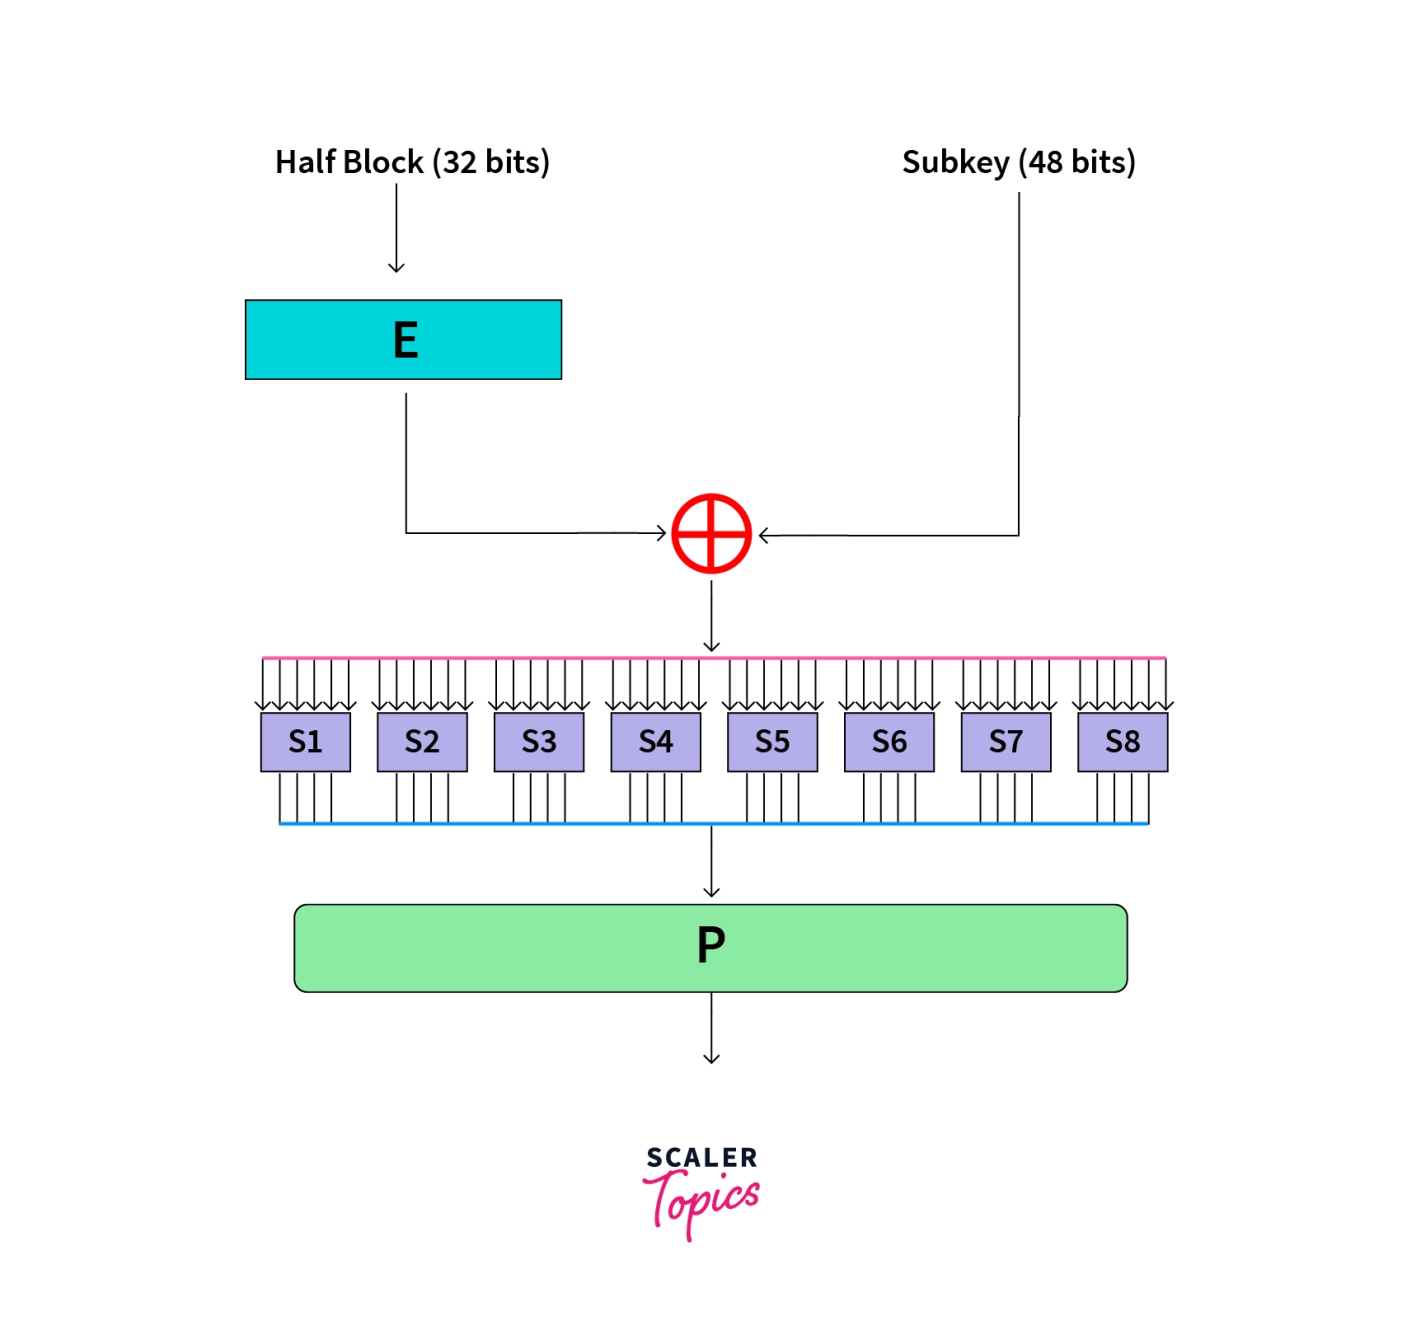 Half Block (32 bits)
Subkey (48 bits)
E
S1
S2
S3
S4
S5
S6
S7
S8
P
SCALER
Topics